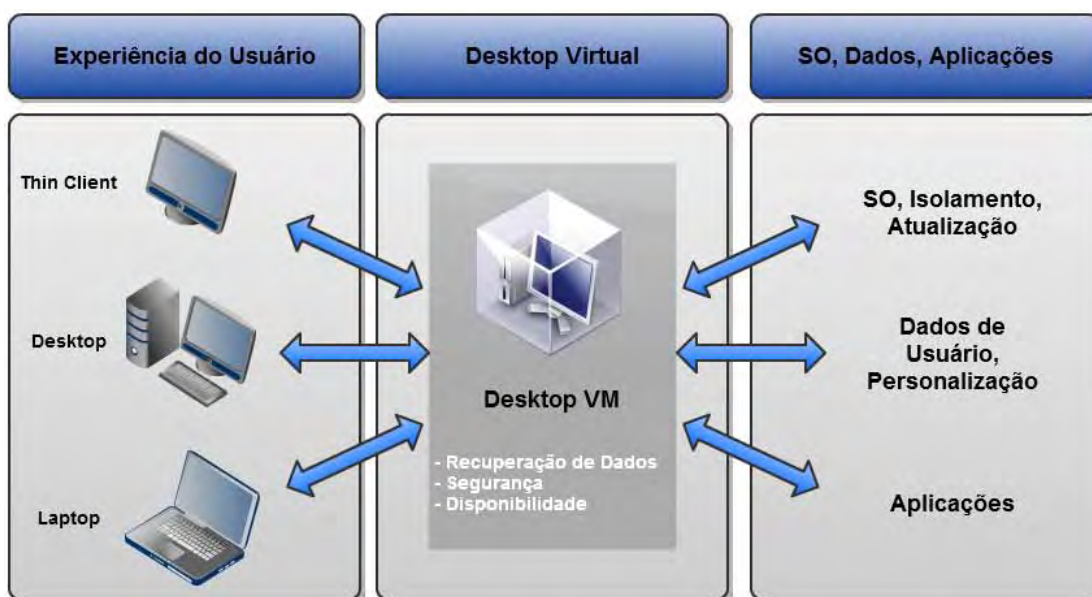 Experiência do Usuário
Desktop Virtual
SO, Dados, Aplicações
Thin Client
Desktop
Laptop
Desktop VM
- Recuperação de Dados
- Segurança
- Disponibilidade
SO, Isolamento,
Atualização
Dados de
Usuário,
Personalização
Aplicações